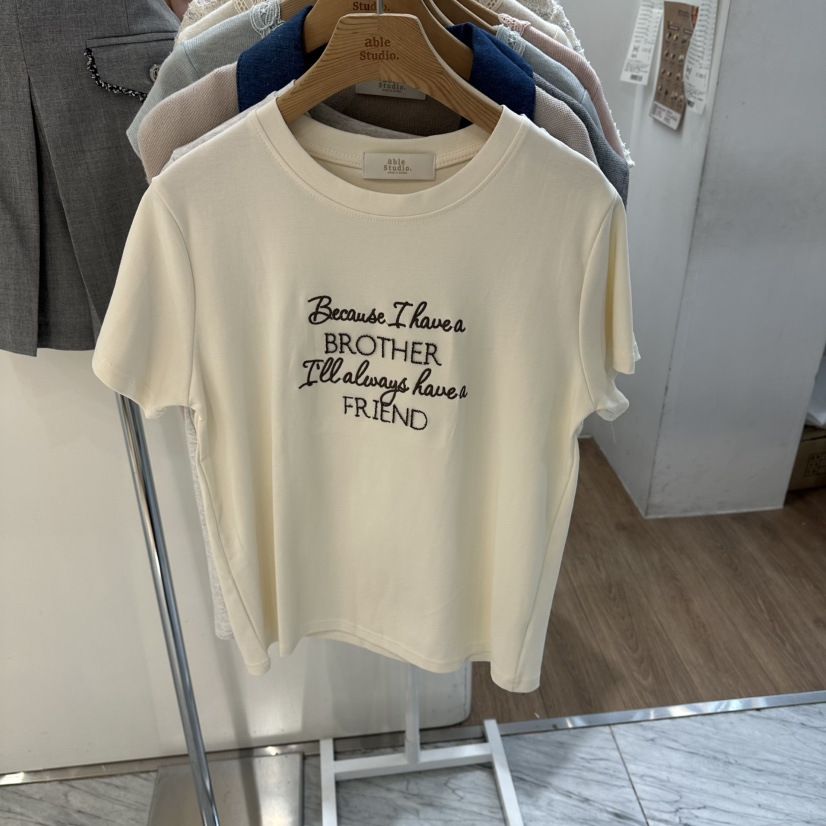 able
Studio.
able
Studio.
Because I have a
BROTHER
I'll always have a
FRIEND